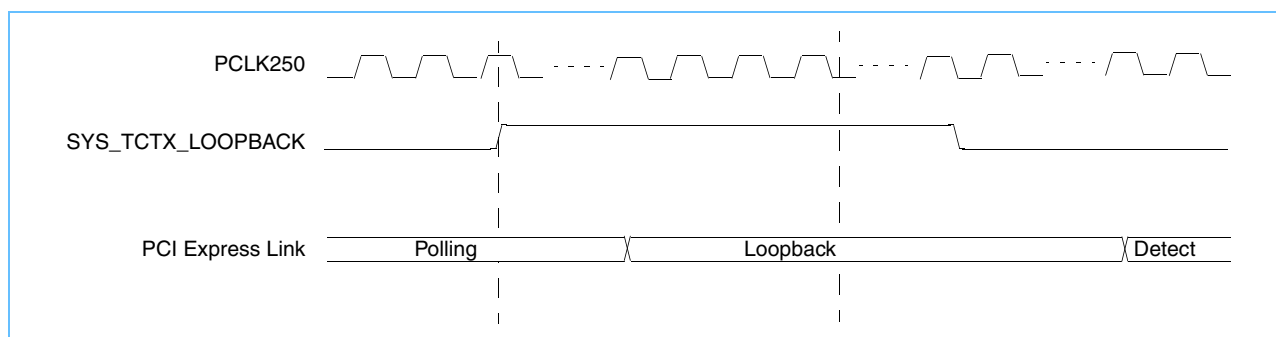 PCLK250
SYS_TCTX_LOOPBACK
PCI Express Link
Polling
Loopback
Detect